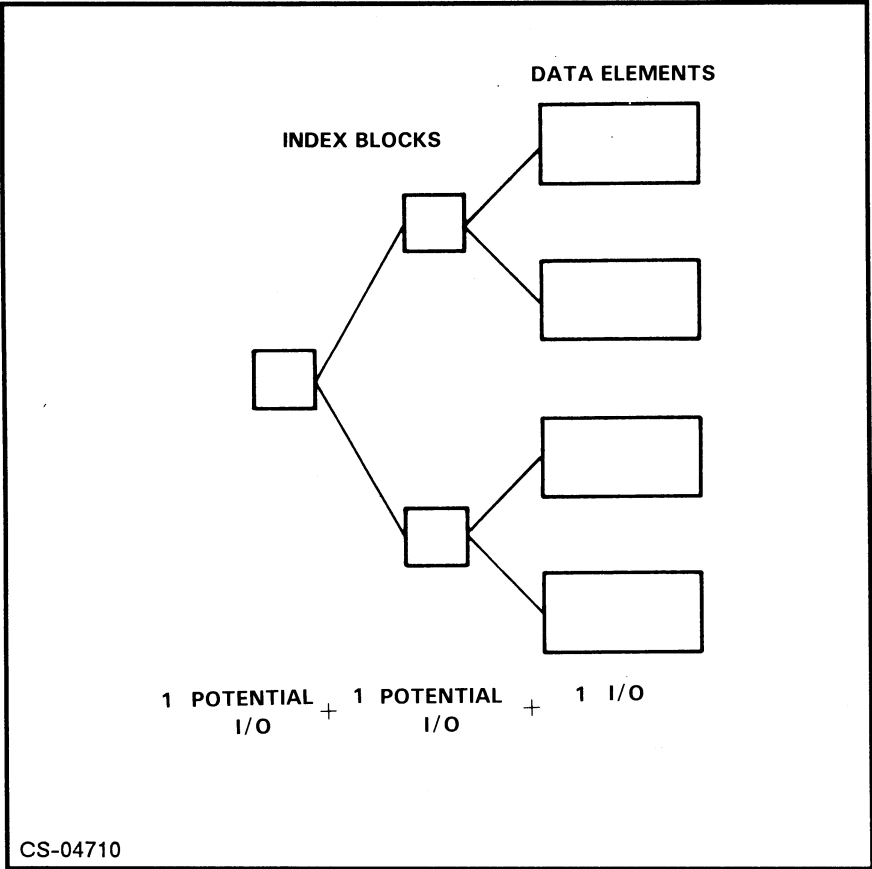 DATA ELEMENTS
INDEX BLOCKS
1 POTENTIAL I/O + 1 POTENTIAL I/O + 1 I/O
CS-04710